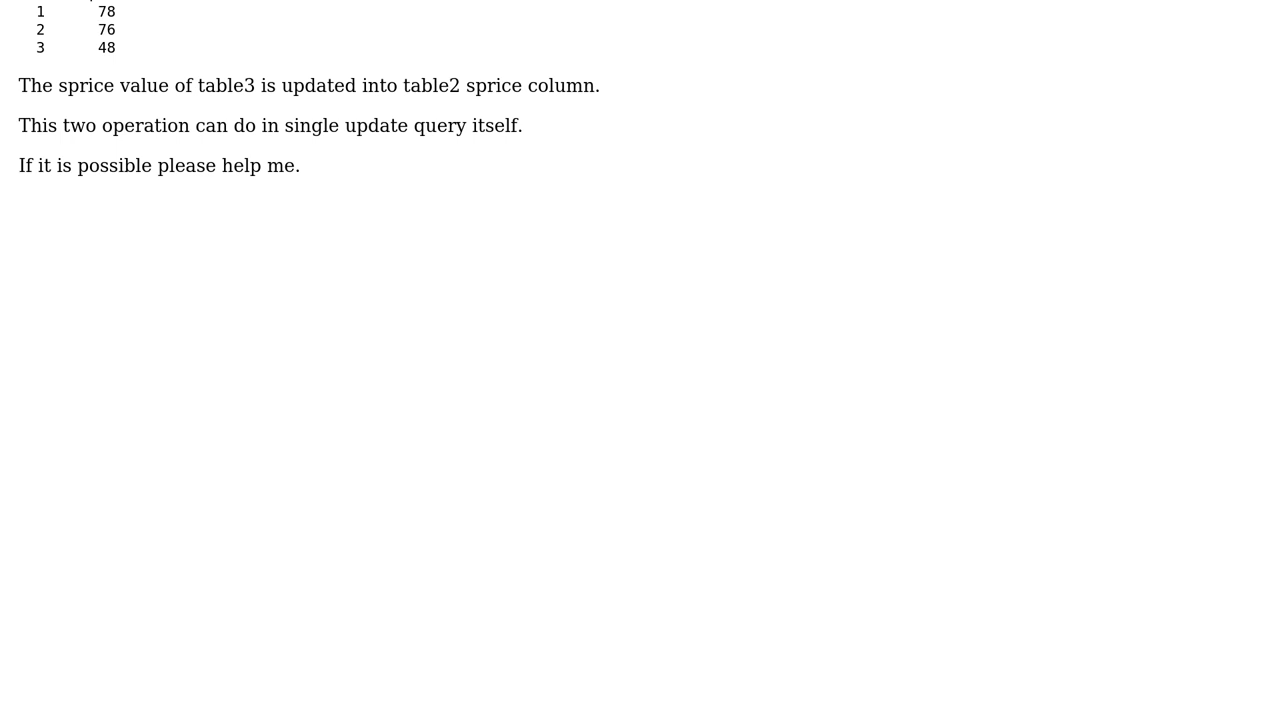 1 78
2 76
3 48
The sprice value of table3 is updated into table2 sprice column.
This two operation can do in single update query itself.
If it is possible please help me.